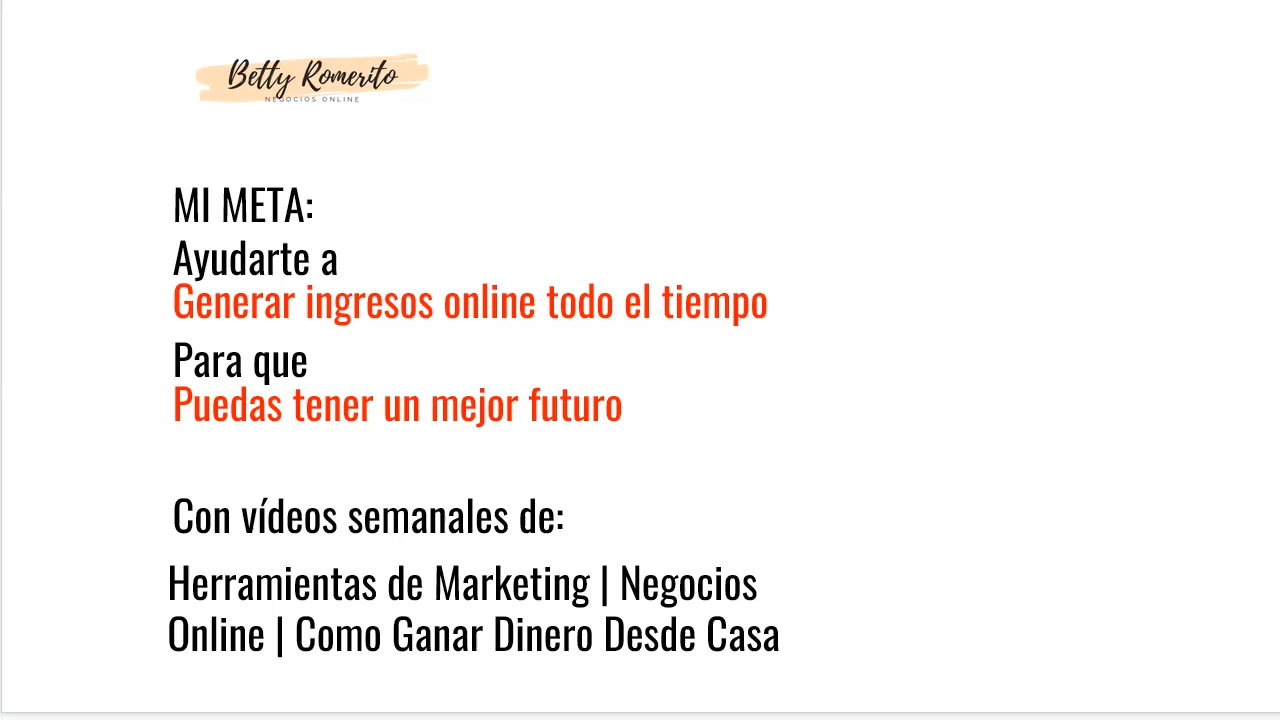 Betty Romerito
NEGOCIOS ONLINE
MI META:
Ayudarte a
Generar ingresos online todo el tiempo
Para que
Puedas tener un mejor futuro
Con vídeos semanales de:
Herramientas de Marketing | Negocios
Online | Como Ganar Dinero Desde Casa